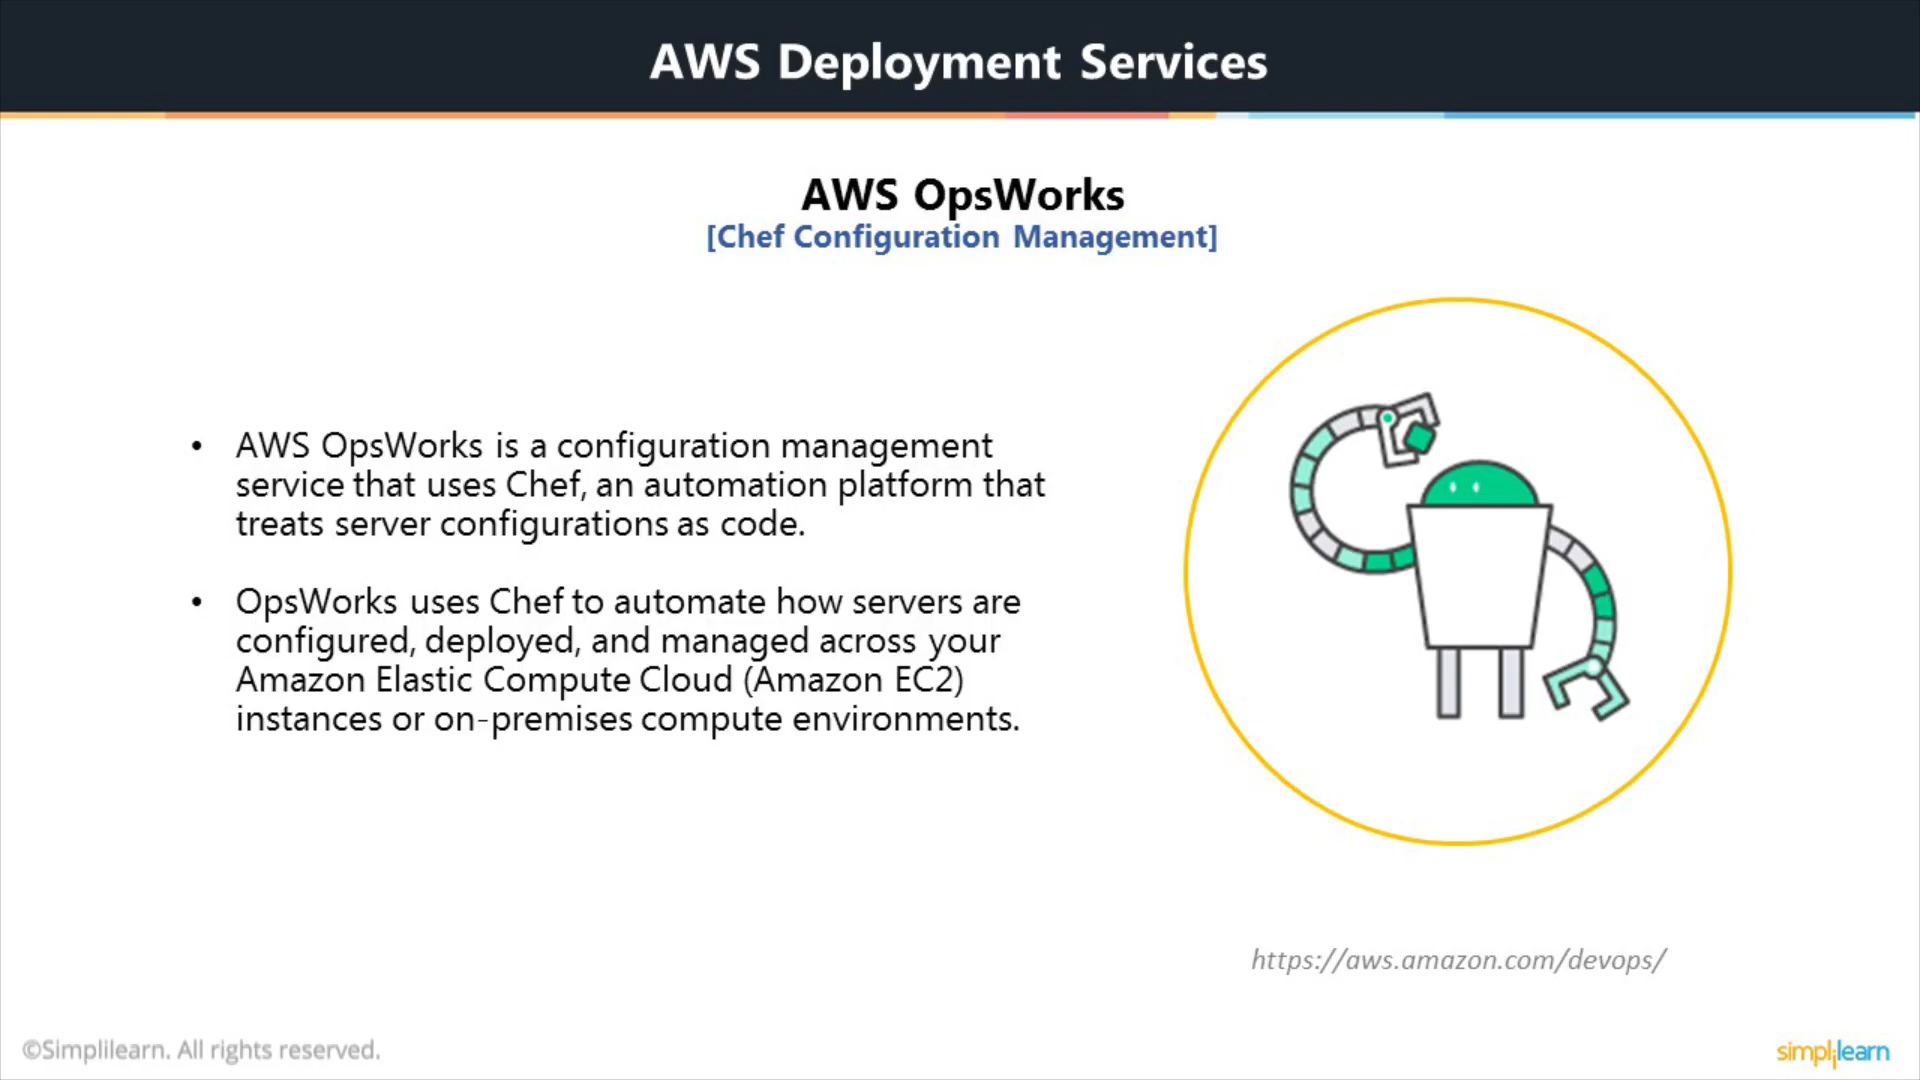 AWS Deployment Services
AWS OpsWorks
[Chef Configuration Management]
• AWS OpsWorks is a configuration management
service that uses Chef, an automation platform that
treats server configurations as code.
• OpsWorks uses Chef to automate how servers are
configured, deployed, and managed across your
Amazon Elastic Compute Cloud (Amazon EC2)
instances or on-premises compute environments.
https://aws.amazon.com/devops/
©Simplilearn. All rights reserved.
simplilearn